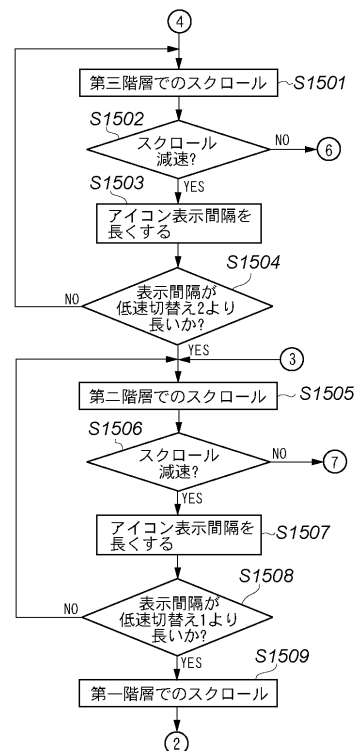 4
第三階層でのスクロール
S1501
S1502
スクロール
減速?
NO
6
YES
S1503
アイコン表示間隔を
長くする
S1504
表示間隔が
低速切替え2より
長いか?
NO
YES
3
第二階層でのスクロール
S1505
S1506
スクロール
減速?
NO
7
YES
アイコン表示間隔を
長くする
S1507
S1508
表示間隔が
低速切替え1より
長いか?
NO
YES
S1509
第一階層でのスクロール
2